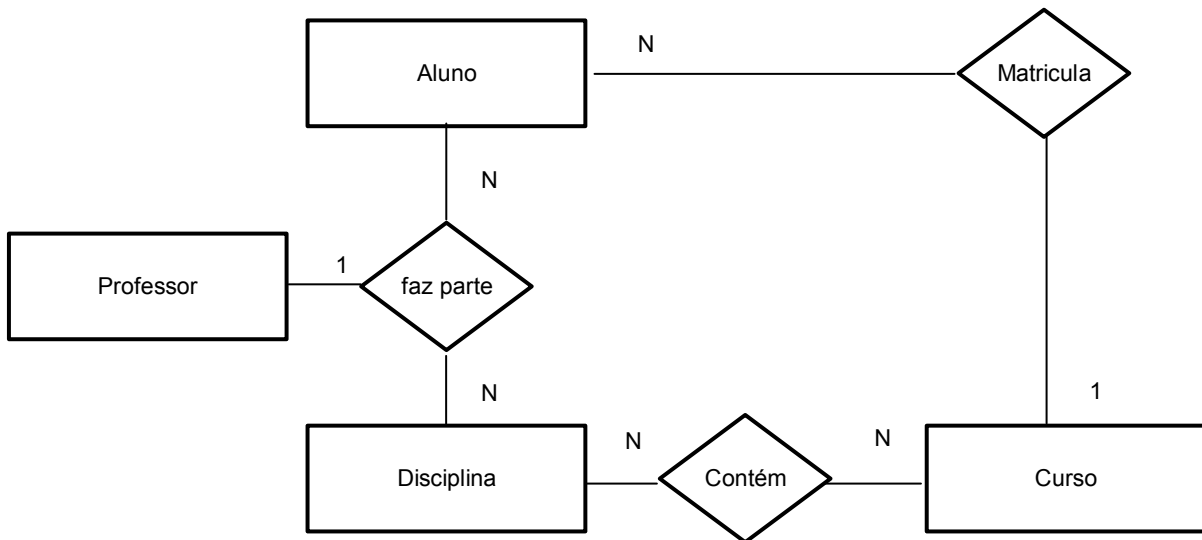 N
Aluno
Matricula
N
Professor
1
faz parte
N
1
N
N
Disciplina
Contém
Curso